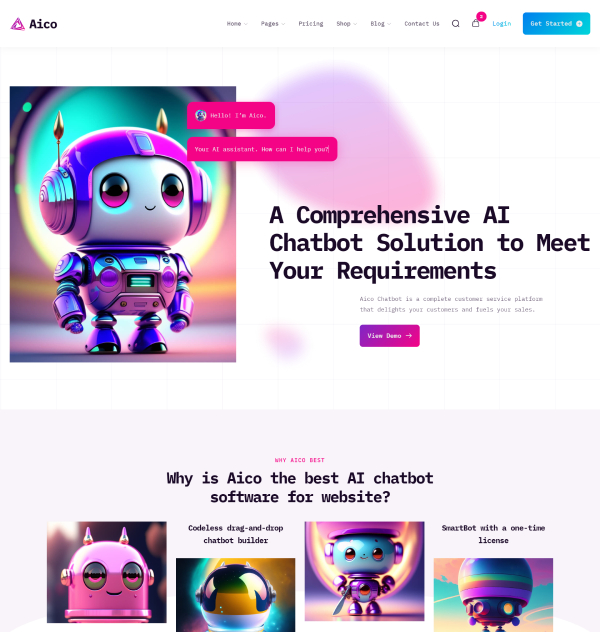 Aico
Home
Pages
Pricing
Shop
Blog
Contact Us
3
Login
Get Started
Hello! I'm Aico.
Your AI assistant. How can I help you?
A Comprehensive AI
Chatbot Solution to Meet
Your Requirements
Aico Chatbot is a complete customer service platform
that delights your customers and fuels your sales.
View Demo
WHY AICO BEST
Why is Aico the best AI chatbot
software for website?
Codeless drag-and-drop
chatbot builder
SmartBot with a one-time
license